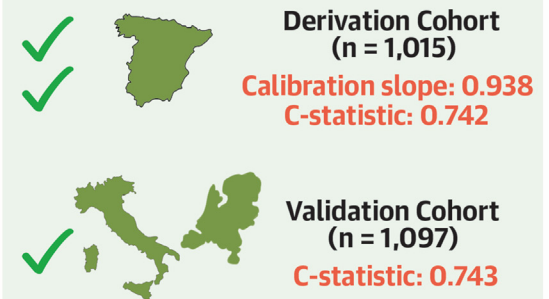 Derivation Cohort
(n = 1,015)
Calibration slope: 0.938
C-statistic: 0.742
Validation Cohort
(n = 1,097)
C-statistic: 0.743